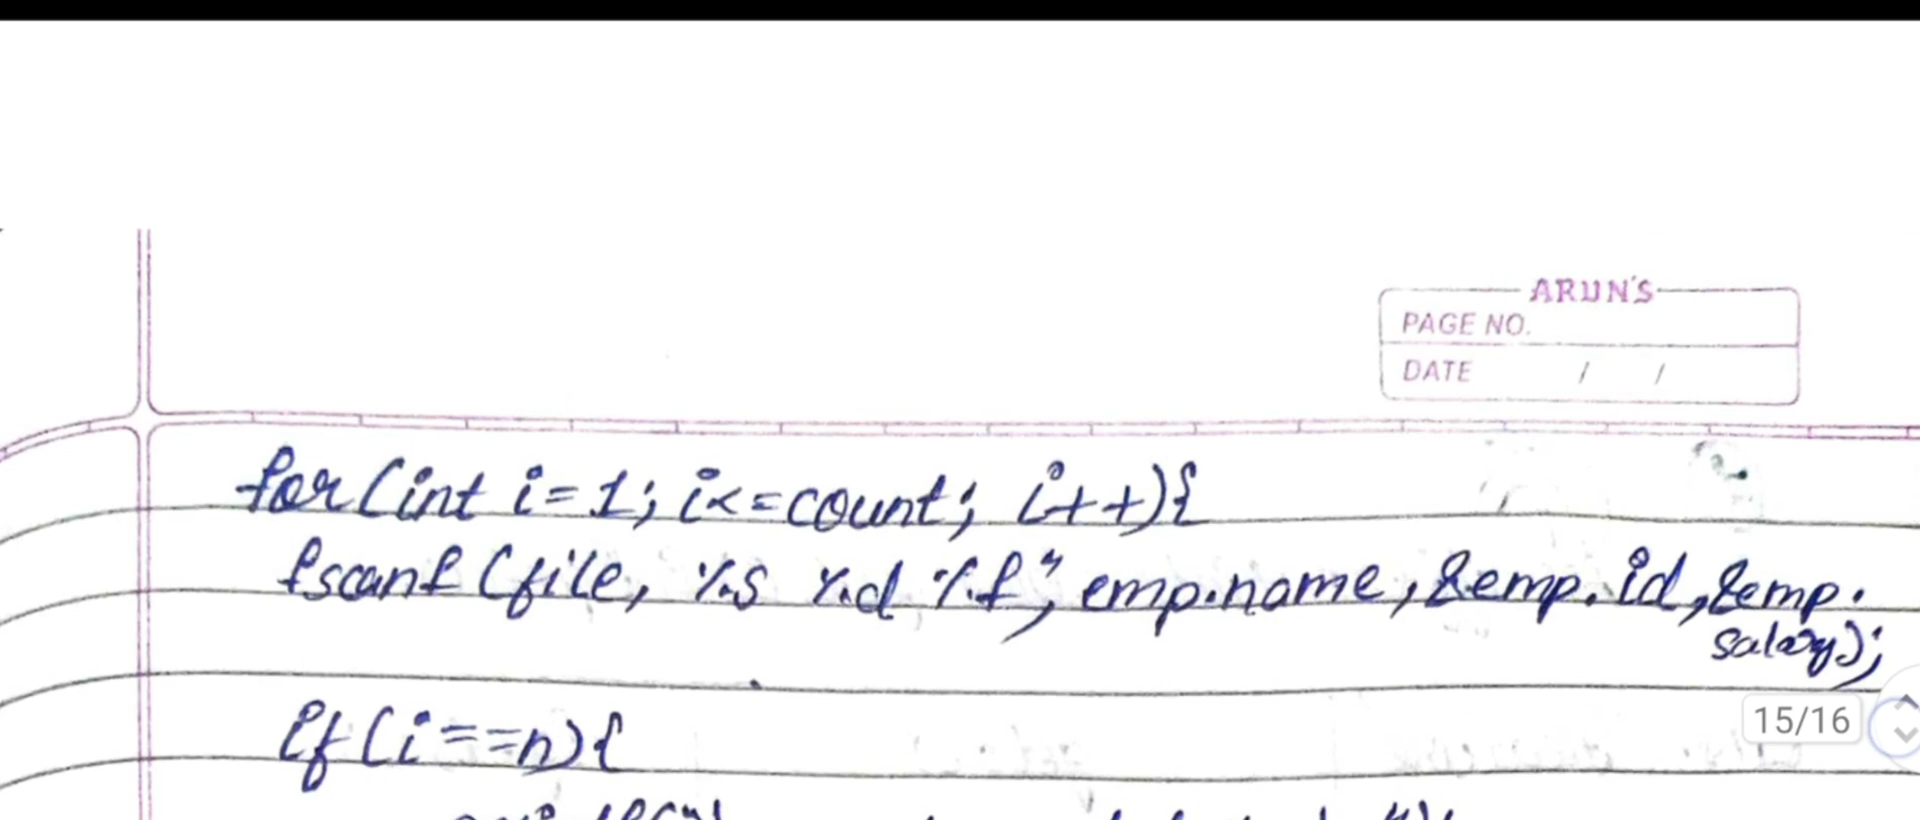 ARUN'S
PAGE NO.
DATE / /
for(int i=1; i<=count; i++){
fscanf(file, %s %d %f", emp.name, &emp.id, &emp.
salary);
15/16
if(i==n){